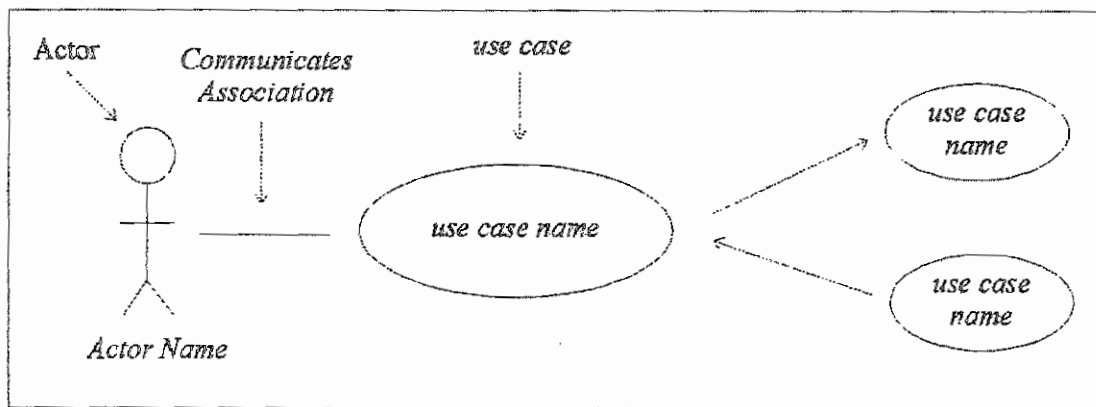 Actor
Communicates
Association
use case
use case
name
use case name
use case
name
Actor Name